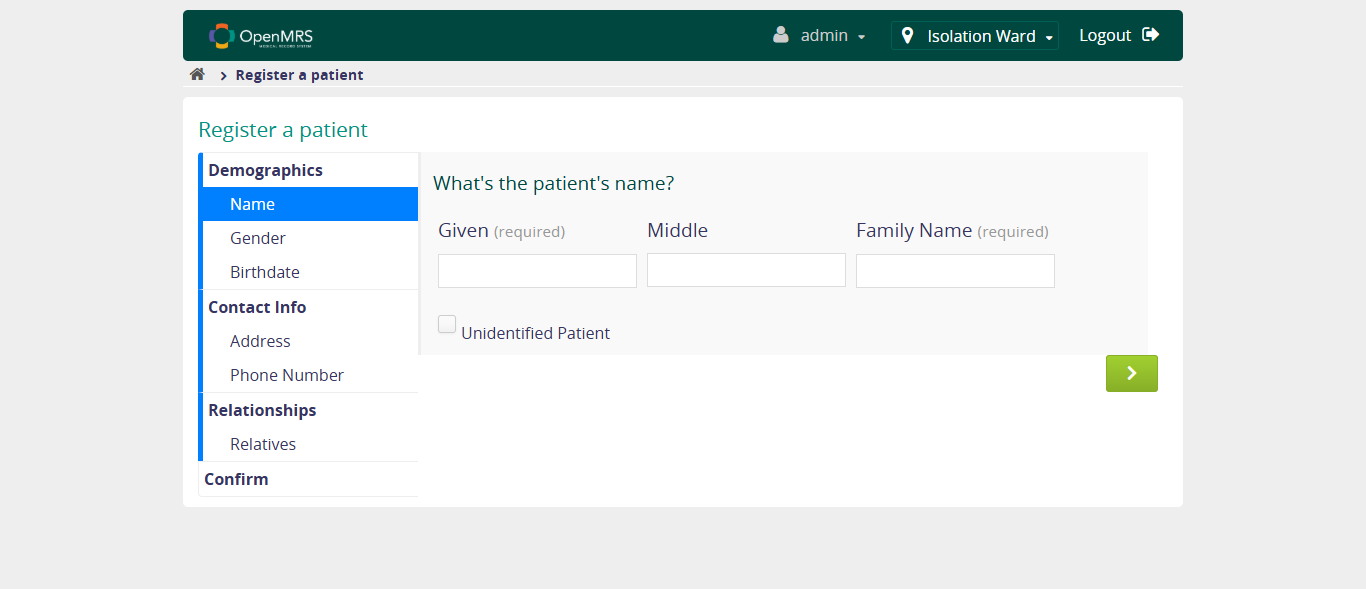 OpenMRS
MEDICAL RECORD SYSTEM
admin
Isolation Ward
Logout
Register a patient
Register a patient
Demographics
Name
Gender
Birthdate
Contact Info
Address
Phone Number
Relationships
Relatives
Confirm
What's the patient's name?
Given (required)
Middle
Family Name (required)
Unidentified Patient